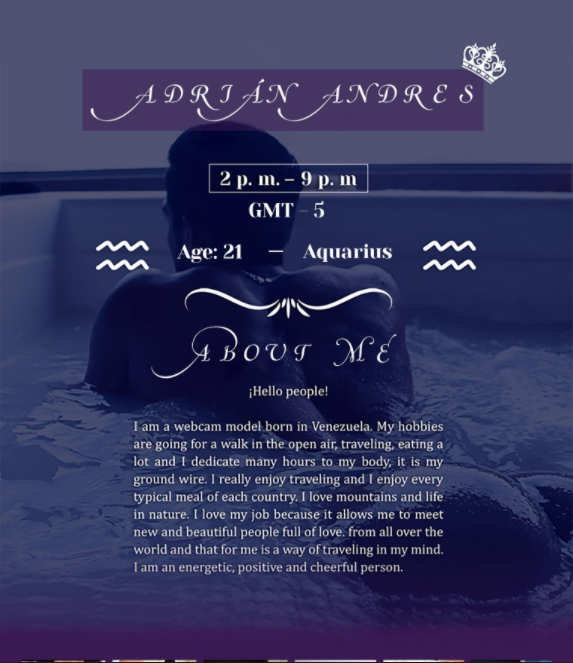 ADRIÁN ANDRES
2 p. m. – 9 p. m
GMT – 5
Age: 21 — Aquarius
ABOUT ME
¡Hello people!
I am a webcam model born in Venezuela. My hobbies
are going for a walk in the open air, traveling, eating a
lot and I dedicate many hours to my body, it is my
ground wire. I really enjoy traveling and I enjoy every
typical meal of each country. I love mountains and life
in nature. I love my job because it allows me to meet
new and beautiful people full of love. from all over the
world and that for me is a way of traveling in my mind.
I am an energetic, positive and cheerful person.